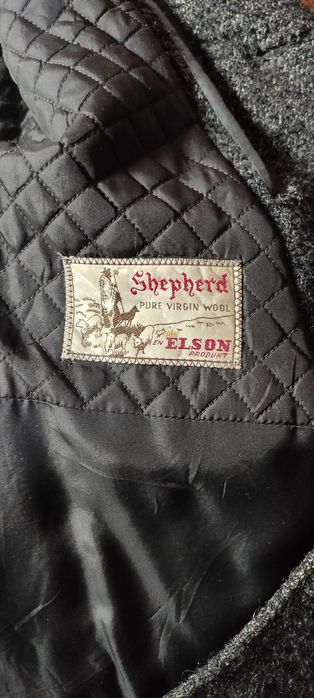 Shepherd
PURE VIRGIN WOOL
EN ELSON
PRODUKT